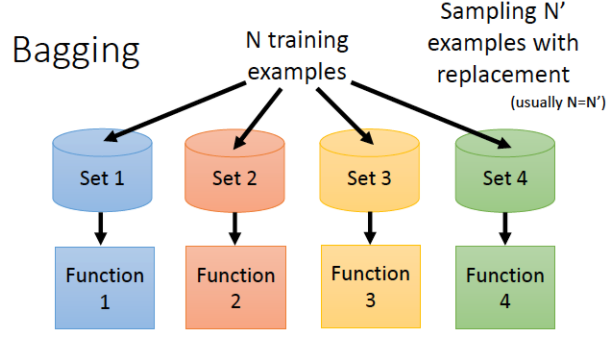 Bagging
N training
examples
Sampling N’
examples with
replacement
(usually N=N’)
Set 1
Set 2
Set 3
Set 4
Function
1
Function
2
Function
3
Function
4